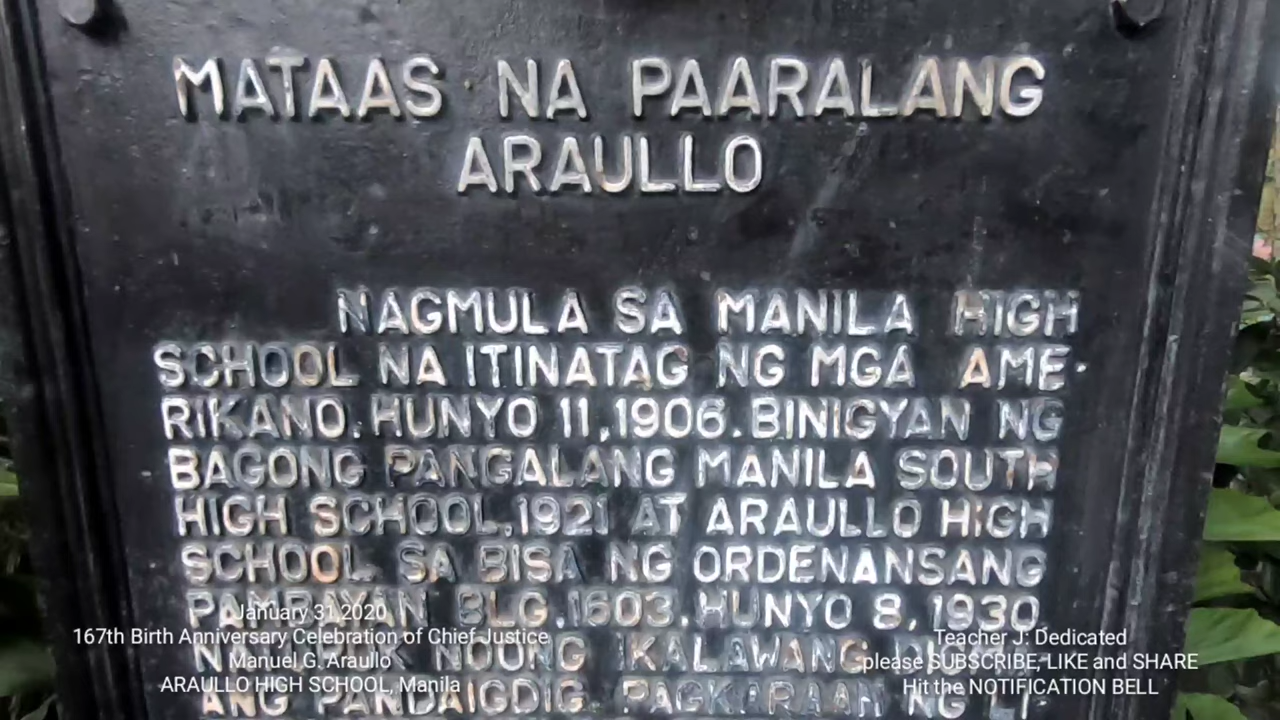 MATAAS NA PAARALANG
ARAULLO
NAGMULA SA MANILA HIGH
SCHOOL NA ITINATAG NG MGA AME-
RIKANO, HUNYO 11, 1906. BINIGYAN NG
BAGONG PANGALANG MANILA SOUTH
HIGH SCHOOL, 1921 AT ARAULLO HIGH
SCHOOL SA BISA NG ORDENANSANG
PAMBAYAN BLG. 1603, HUNYO 8, 1930.
NOONG IKALAWANG
ANG PANDAIGDIG. PAGKARAAN NG LI-
January 31,2020
167th Birth Anniversary Celebration of Chief Justice
Manuel G. Araullo
ARAULLO HIGH SCHOOL, Manila
Teacher J: Dedicated
please SUBSCRIBE, LIKE and SHARE
Hit the NOTIFICATION BELL